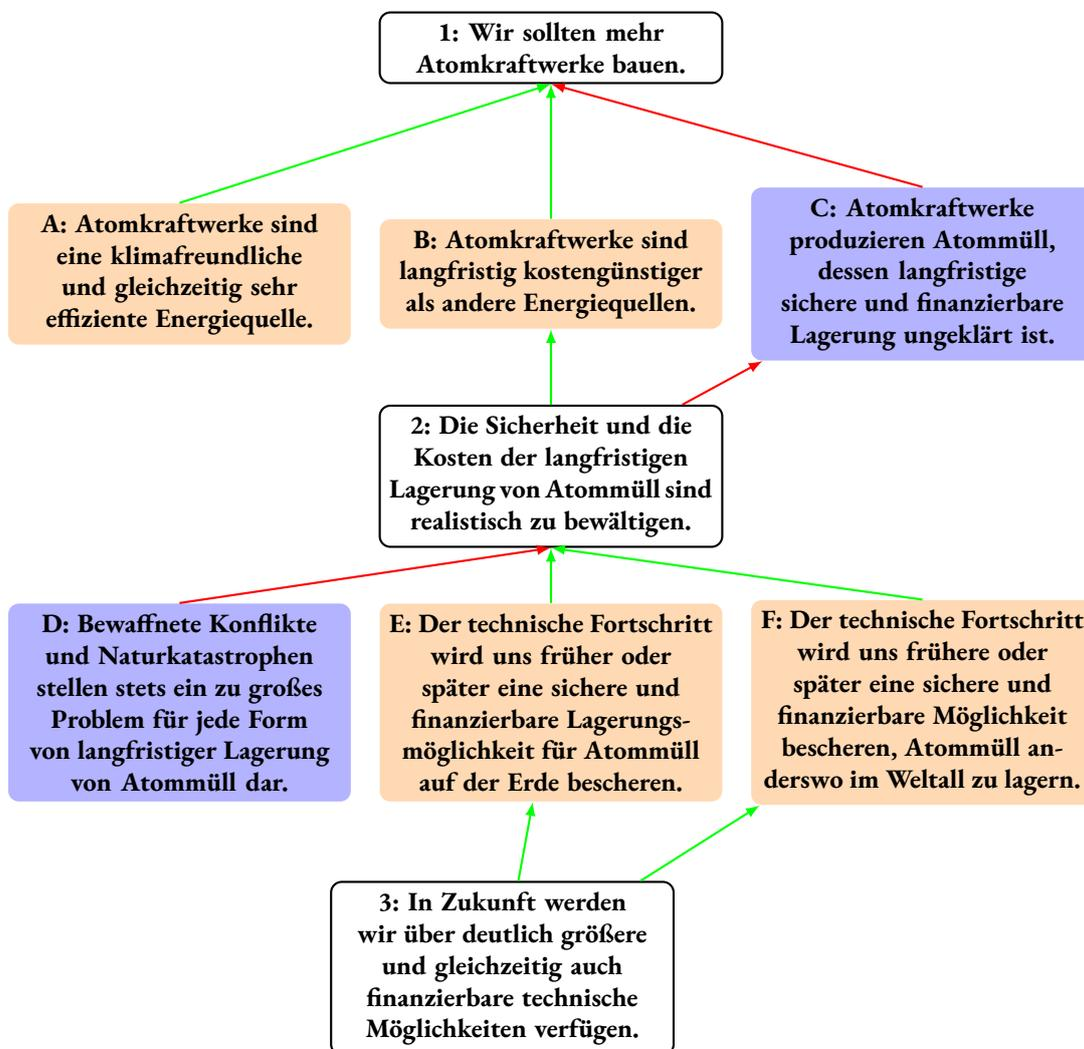 1: Wir sollten mehr
Atomkraftwerke bauen.
A: Atomkraftwerke sind
eine klimafreundliche
und gleichzeitig sehr
effiziente Energiequelle.
B: Atomkraftwerke sind
langfristig kostengünstiger
als andere Energiequellen.
C: Atomkraftwerke
produzieren Atommüll,
dessen langfristige
sichere und finanzierbare
Lagerung ungeklärt ist.
2: Die Sicherheit und die
Kosten der langfristigen
Lagerung von Atommüll sind
realistisch zu bewältigen.
D: Bewaffnete Konflikte
und Naturkatastrophen
stellen stets ein zu großes
Problem für jede Form
von langfristiger Lagerung
von Atommüll dar.
E: Der technische Fortschritt
wird uns früher oder
später eine sichere und
finanzierbare Lagerungs-
möglichkeit für Atommüll
auf der Erde bescheren.
F: Der technische Fortschritt
wird uns frühere oder
später eine sichere und
finanzierbare Möglichkeit
bescheren, Atommüll an-
derswo im Weltall zu lagern.
3: In Zukunft werden
wir über deutlich größere
und gleichzeitig auch
finanzierbare technische
Möglichkeiten verfügen.